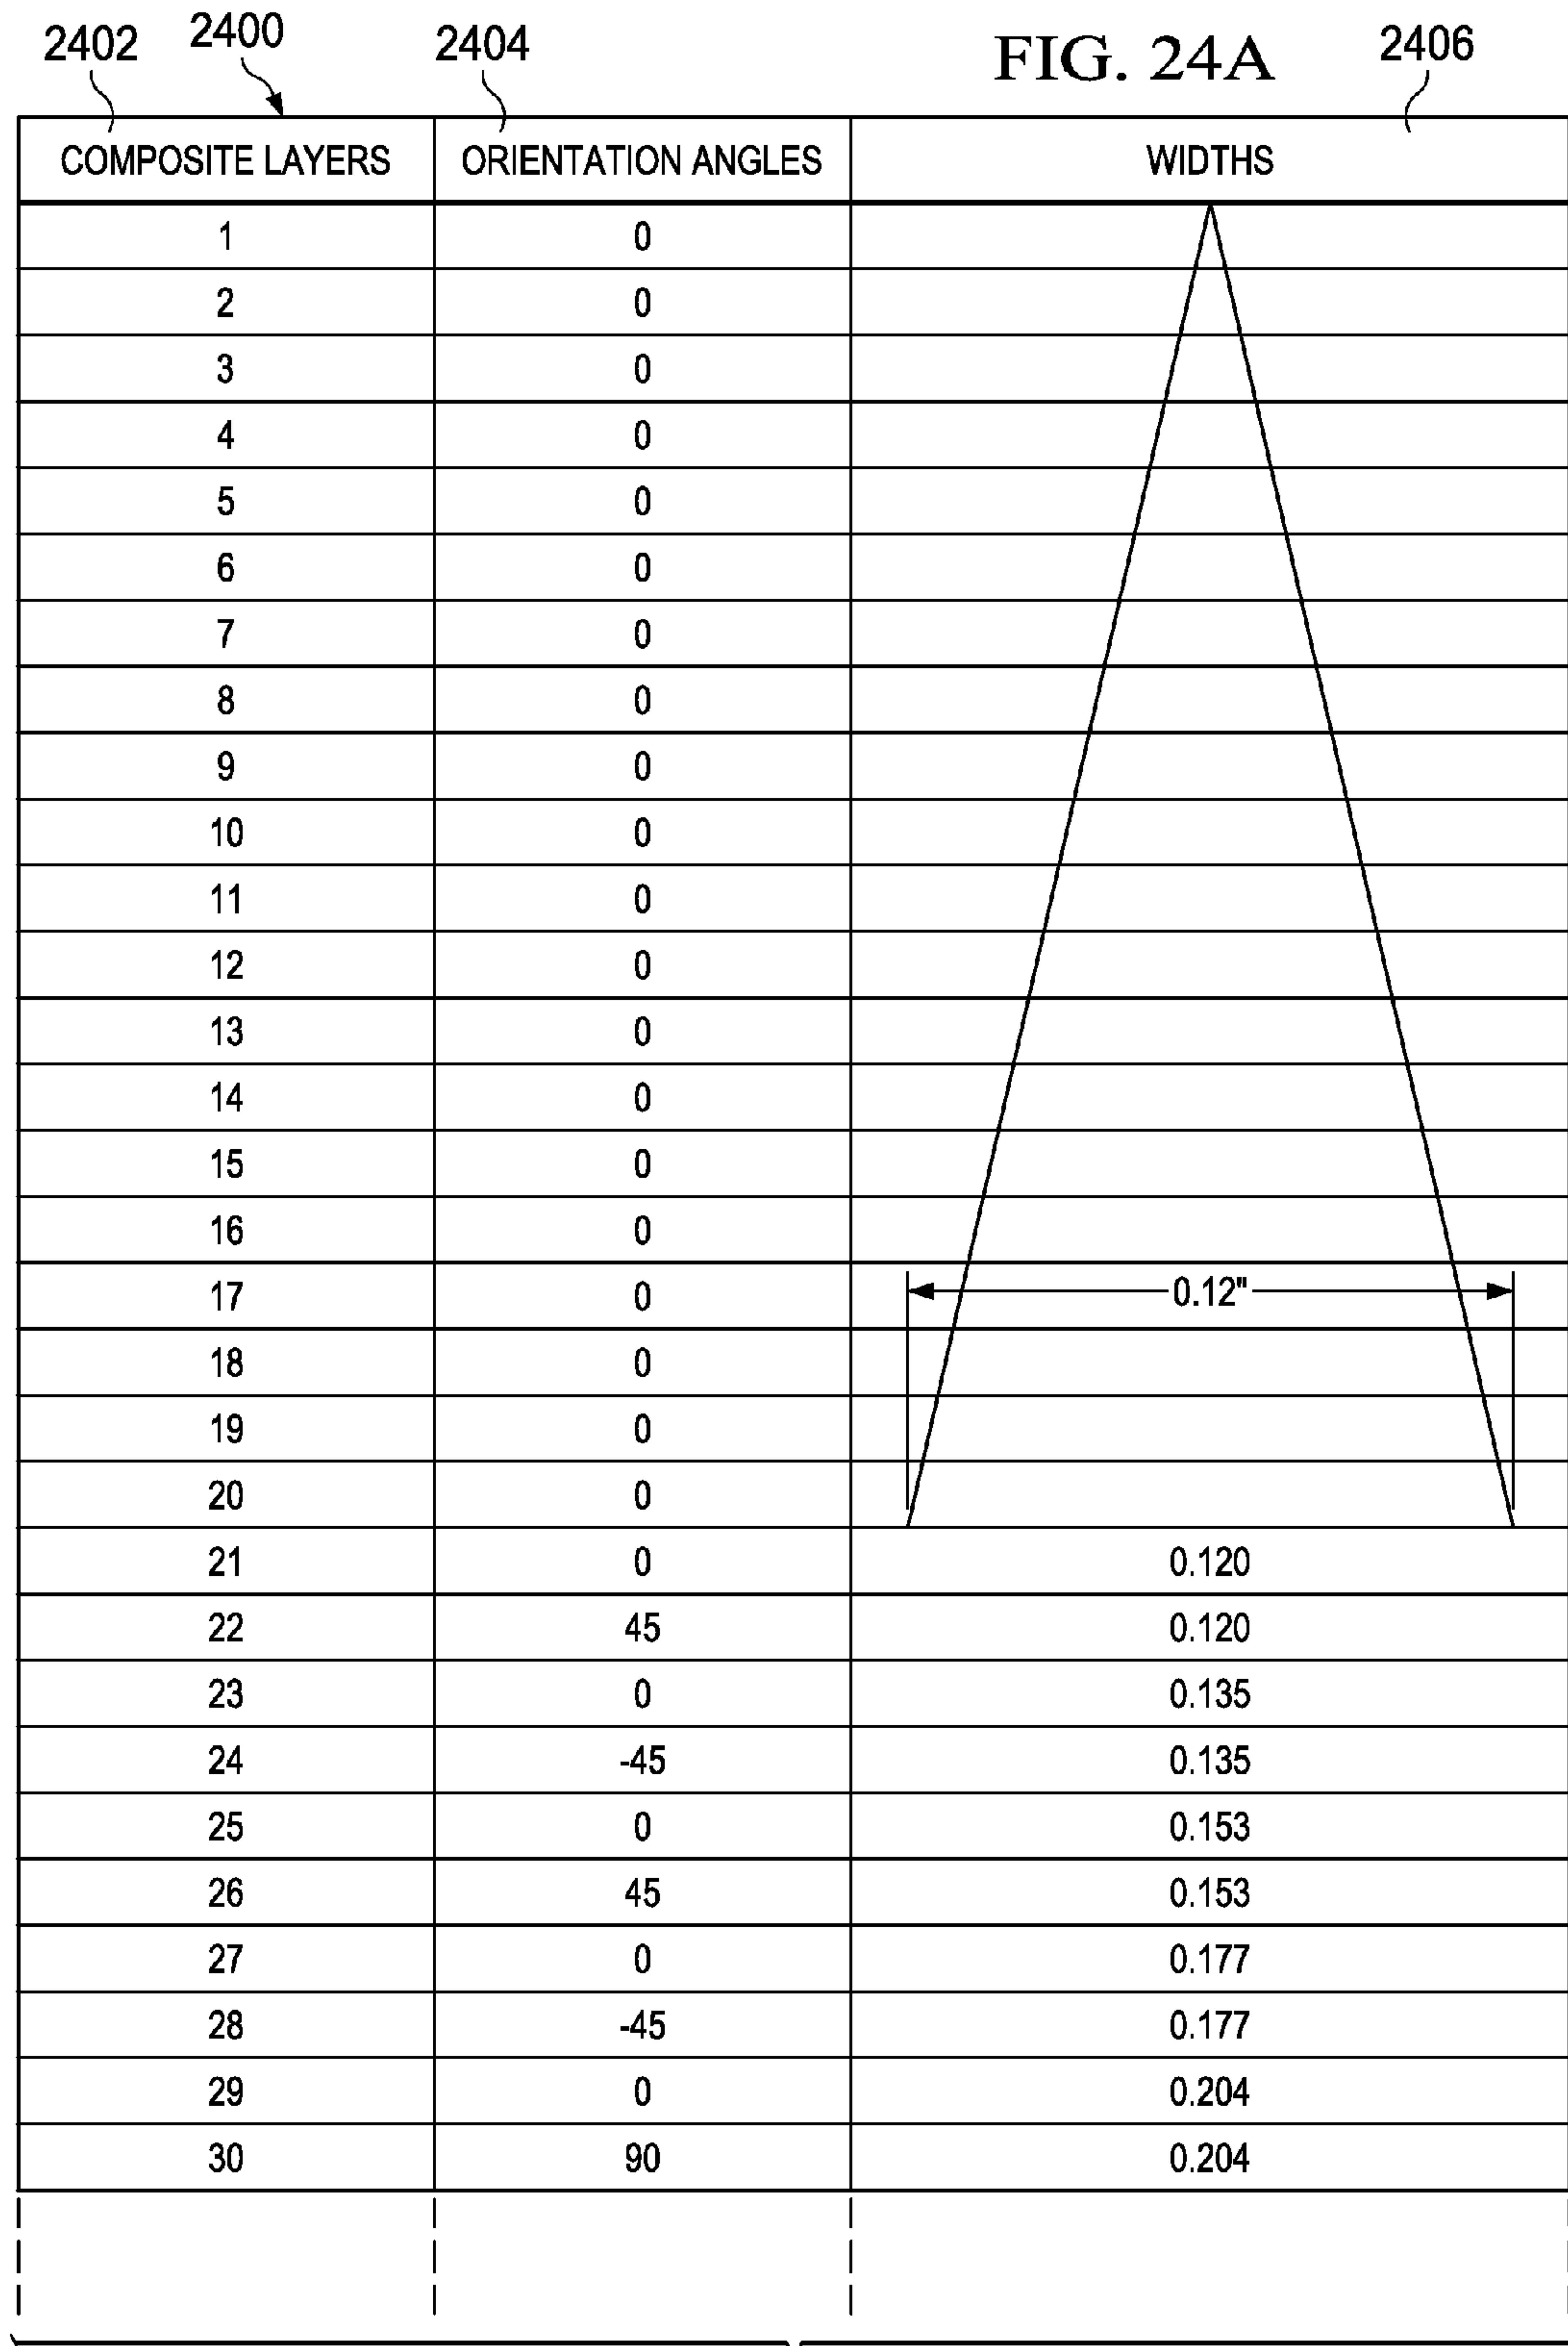 2402 2400 2404 FIG. 24A 2406
COMPOSITE LAYERS ORIENTATION ANGLES WIDTHS
1 0
2 0
3 0
4 0
5 0
6 0
7 0
8 0
9 0
10 0
11 0
12 0
13 0
14 0
15 0
16 0
17 0 0.12"
18 0
19 0
20 0
21 0 0.120
22 45 0.120
23 0 0.135
24 -45 0.135
25 0 0.153
26 45 0.153
27 0 0.177
28 -45 0.177
29 0 0.204
30 90 0.204